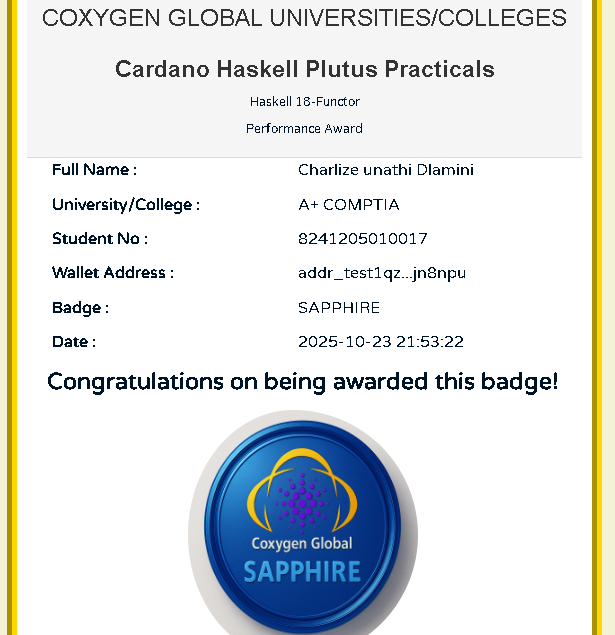 COXYGEN GLOBAL UNIVERSITIES/COLLEGES
Cardano Haskell Plutus Practicals
Haskell 18-Functor
Performance Award
Full Name : Charlize unathi Dlamini
University/College : A+ COMPTIA
Student No : 8241205010017
Wallet Address : addr_test1qz...jn8npu
Badge : SAPPHIRE
Date : 2025-10-23 21:53:22
Congratulations on being awarded this badge!
Coxygen Global
SAPPHIRE